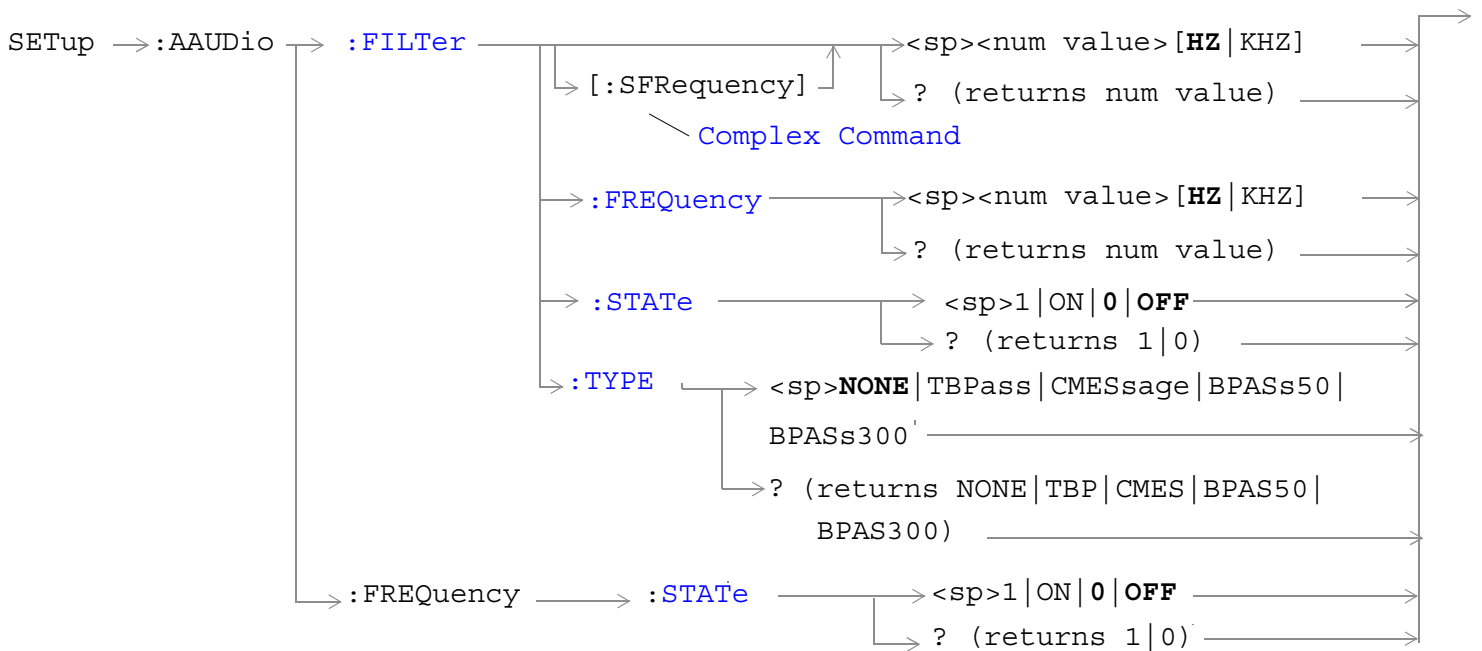 SETup :AAUDio :FILTer <sp><num value>[HZ|KHZ]
[:SFRequency] ? (returns num value)
Complex Command
:FREQuency <sp><num value>[HZ|KHZ]
? (returns num value)
:STATe <sp>1|ON|0|OFF
? (returns 1|0)
:TYPE <sp>NONE|TBPass|CMESsage|BPASs50|
BPASs300
? (returns NONE|TBP|CMES|BPAS50|
BPAS300)
:FREQuency :STATe <sp>1|ON|0|OFF
? (returns 1|0)